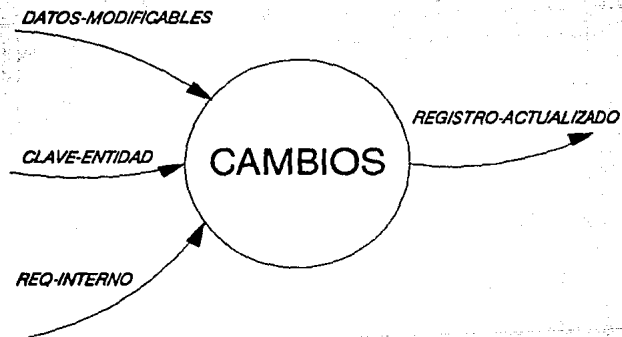 DATOS-MODIFICABLES
REGISTRO-ACTUALIZADO
CLAVE-ENTIDAD
CAMBIOS
REQ-INTERNO